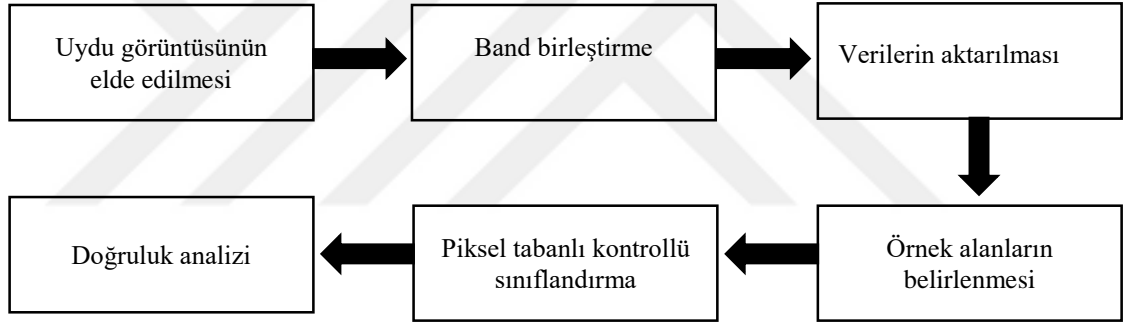 Uydu görüntüsünün
elde edilmesi
Band birleştirme
Verilerin aktarılması
Örnek alanların
belirlenmesi
Piksel tabanlı kontrollü
sınıflandırma
Doğruluk analizi